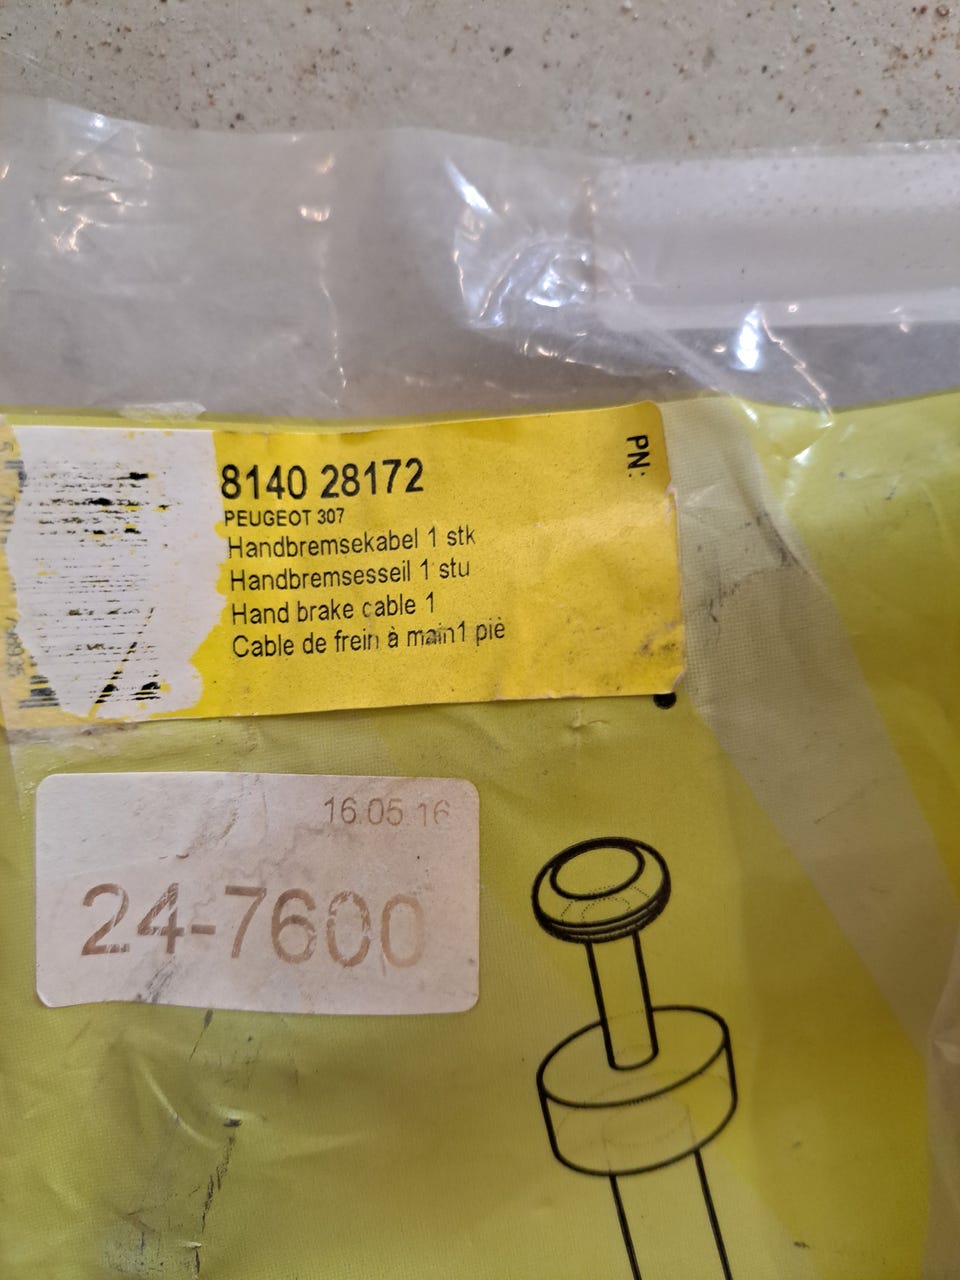 8140 28172
PN:
PEUGEOT 307
Handbremsekabel 1 stk
Handbremsesseil 1 stu
Hand brake cable 1
Cable de frein à main1 piè
16.05.16
24-7600